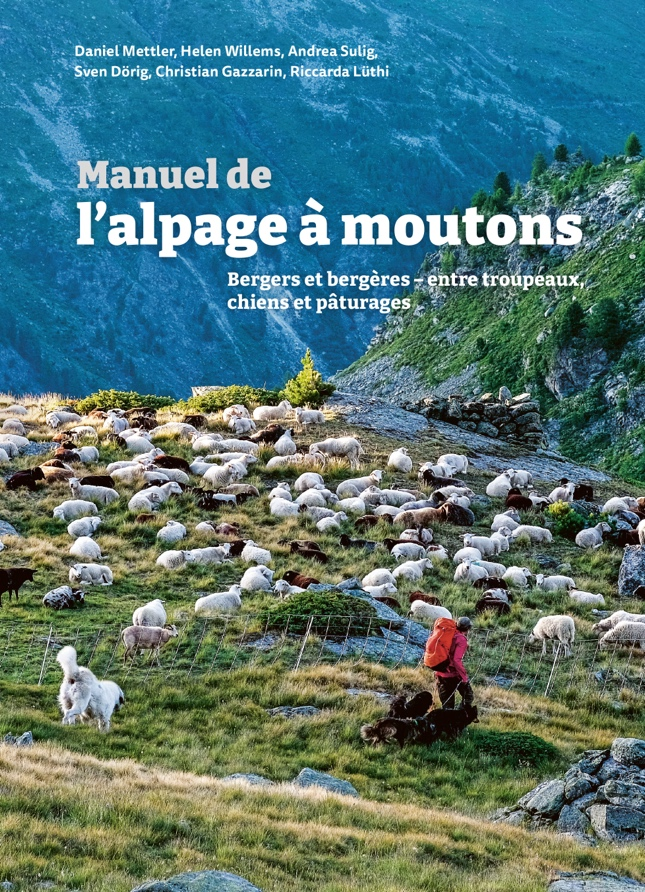 Daniel Mettler, Helen Willems, Andrea Sulig,
Sven Dörig, Christian Gazzarin, Riccarda Lüthi
Manuel de
l’alpage à moutons
Bergers et bergères – entre troupeaux,
chiens et pâturages